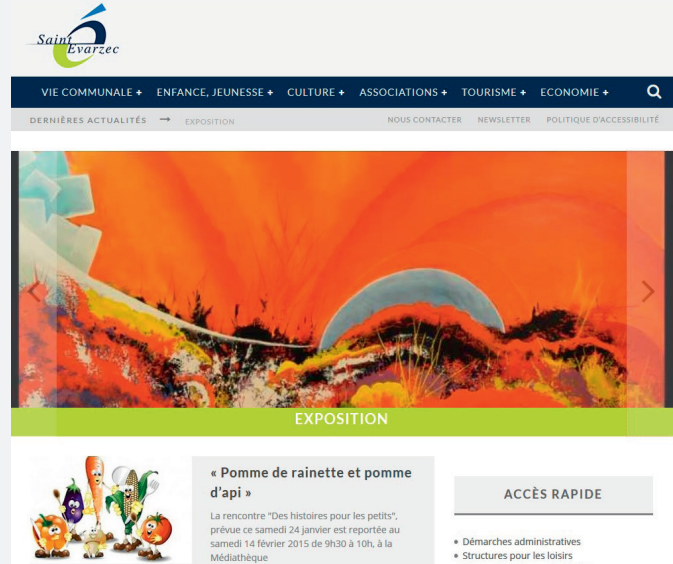 Saint
Evarzec
VIE COMMUNALE + ENFANCE, JEUNESSE + CULTURE + ASSOCIATIONS + TOURISME + ECONOMIE +
DERNIÈRES ACTUALITÉS → EXPOSITION NOUS CONTACTER NEWSLETTER POLITIQUE D'ACCESSIBILITÉ
EXPOSITION
« Pomme de rainette et pomme
d'api »
La rencontre "Des histoires pour les petits",
prévue ce samedi 24 janvier est reportée au
samedi 14 février 2015 de 9h30 à 10h, à la
Médiathèque
ACCÈS RAPIDE
Démarches administratives
Structures pour les loisirs